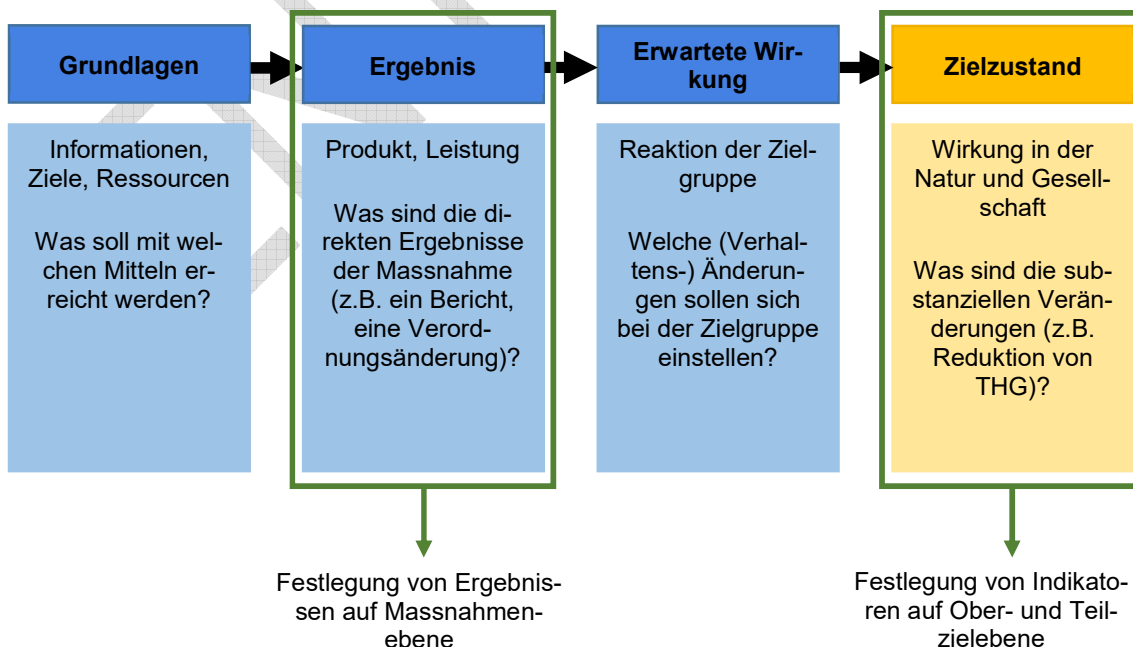 Grundlagen
Informationen,
Ziele, Ressourcen
Was soll mit wel-
chen Mitteln er-
reicht werden?
Ergebnis
Produkt, Leistung
Was sind die di-
rekten Ergebnisse
der Massnahme
(z.B. ein Bericht,
eine Verord-
nungsänderung)?
Festlegung von Ergebnis-
sen auf Massnahmen-
ebene
Erwartete Wir-
kung
Reaktion der Ziel-
gruppe
Welche (Verhal-
tens-) Änderun-
gen sollen sich
bei der Zielgruppe
einstellen?
Zielzustand
Wirkung in der
Natur und Gesell-
schaft
Was sind die sub-
stanziellen Verän-
derungen (z.B.
Reduktion von
THG)?
Festlegung von Indikato-
ren auf Ober- und Teil-
zielebene